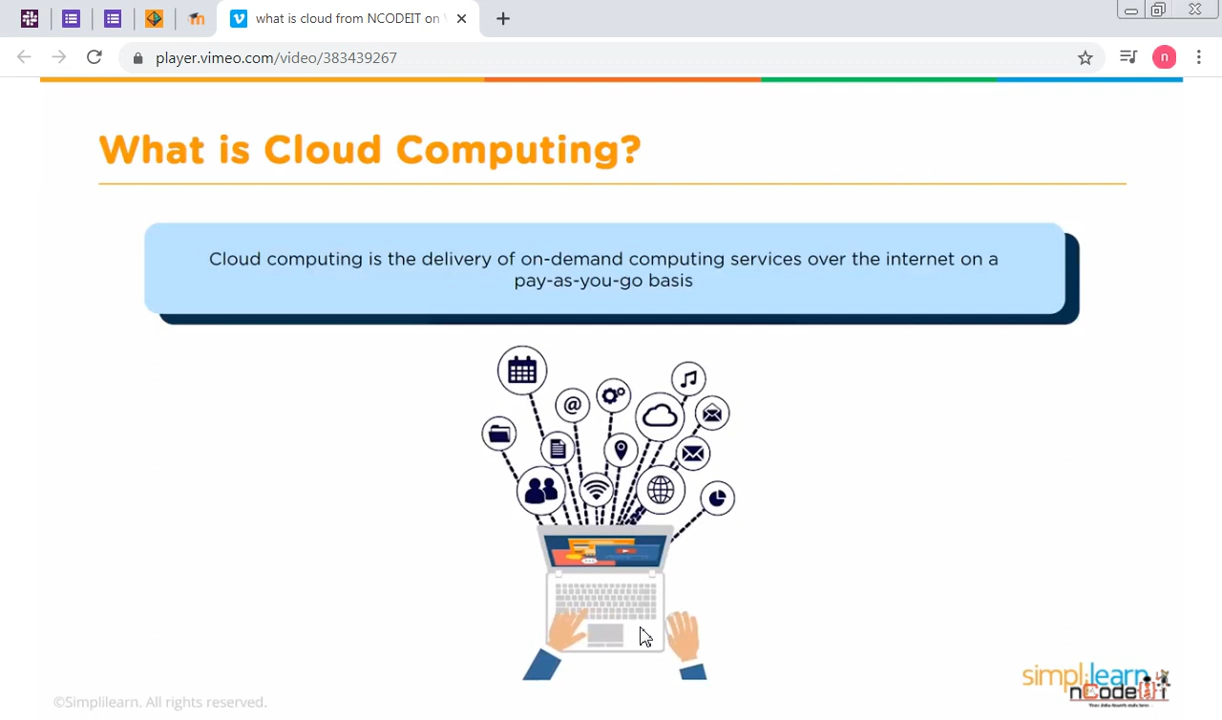 what is cloud from NCODEIT on
player.vimeo.com/video/383439267
n
What is Cloud Computing?
Cloud computing is the delivery of on-demand computing services over the internet on a
pay-as-you-go basis
@
simplilearn
nCodeIT
©Simplilearn. All rights reserved.